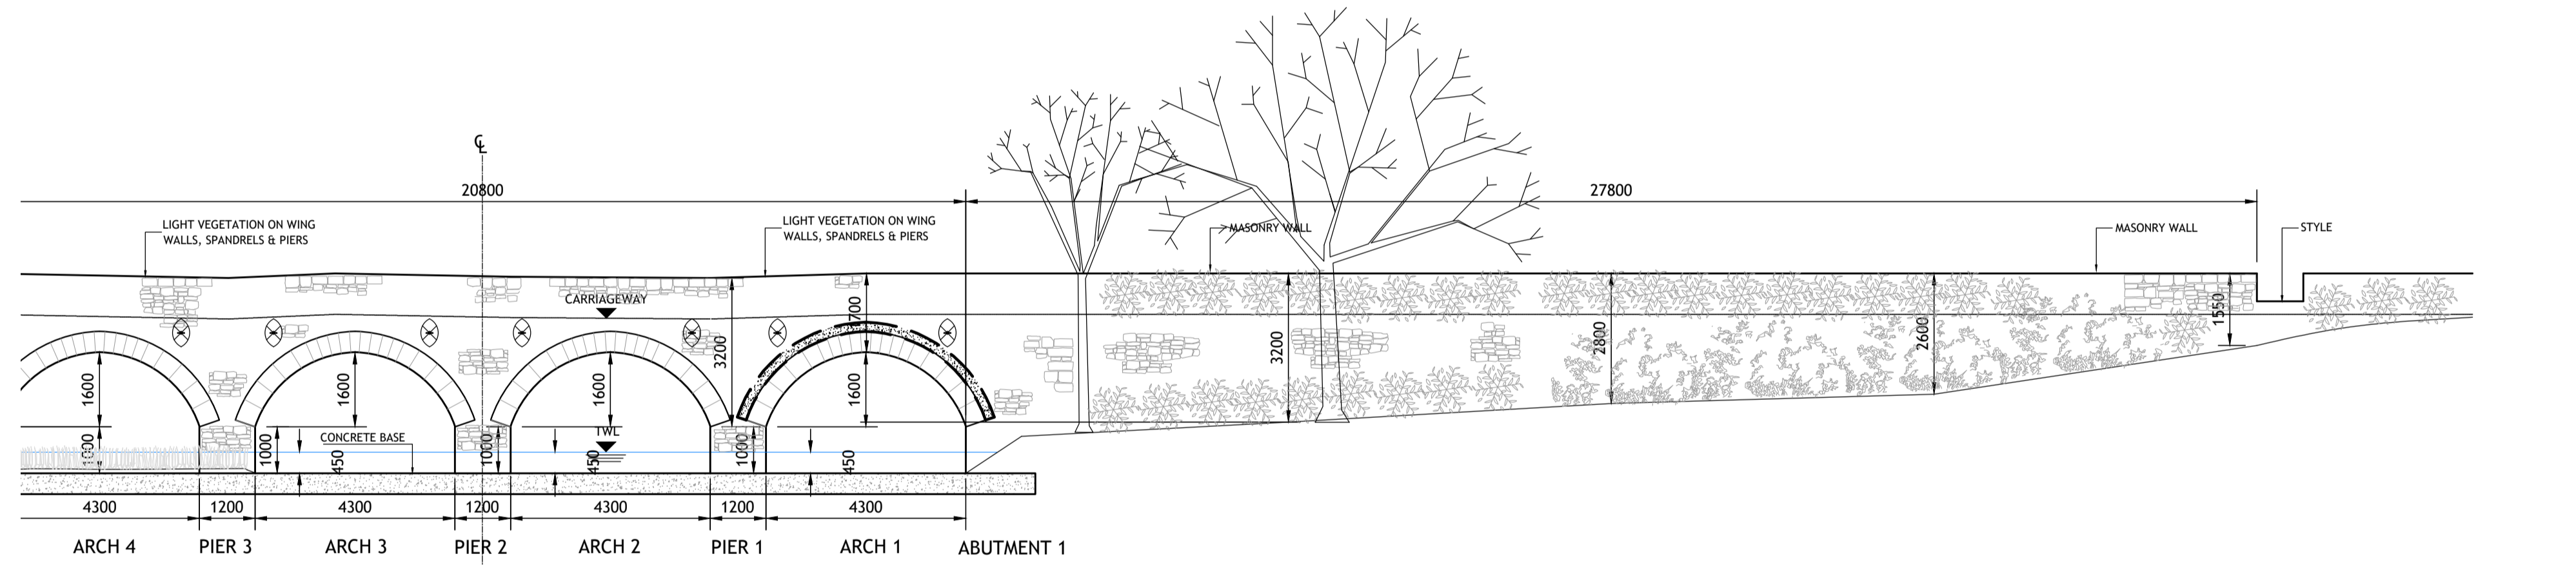 ℄
20800
27800
LIGHT VEGETATION ON WING
WALLS, SPANDRELS & PIERS
LIGHT VEGETATION ON WING
WALLS, SPANDRELS & PIERS
MASONRY WALL
MASONRY WALL
STYLE
CARRIAGEWAY
700
3200
3200
2800
2600
1550
1600
1600
1600
1600
TWL
CONCRETE BASE
1000
1000
450
1000
450
1000
450
4300
1200
4300
1200
4300
1200
4300
ARCH 4
PIER 3
ARCH 3
PIER 2
ARCH 2
PIER 1
ARCH 1
ABUTMENT 1